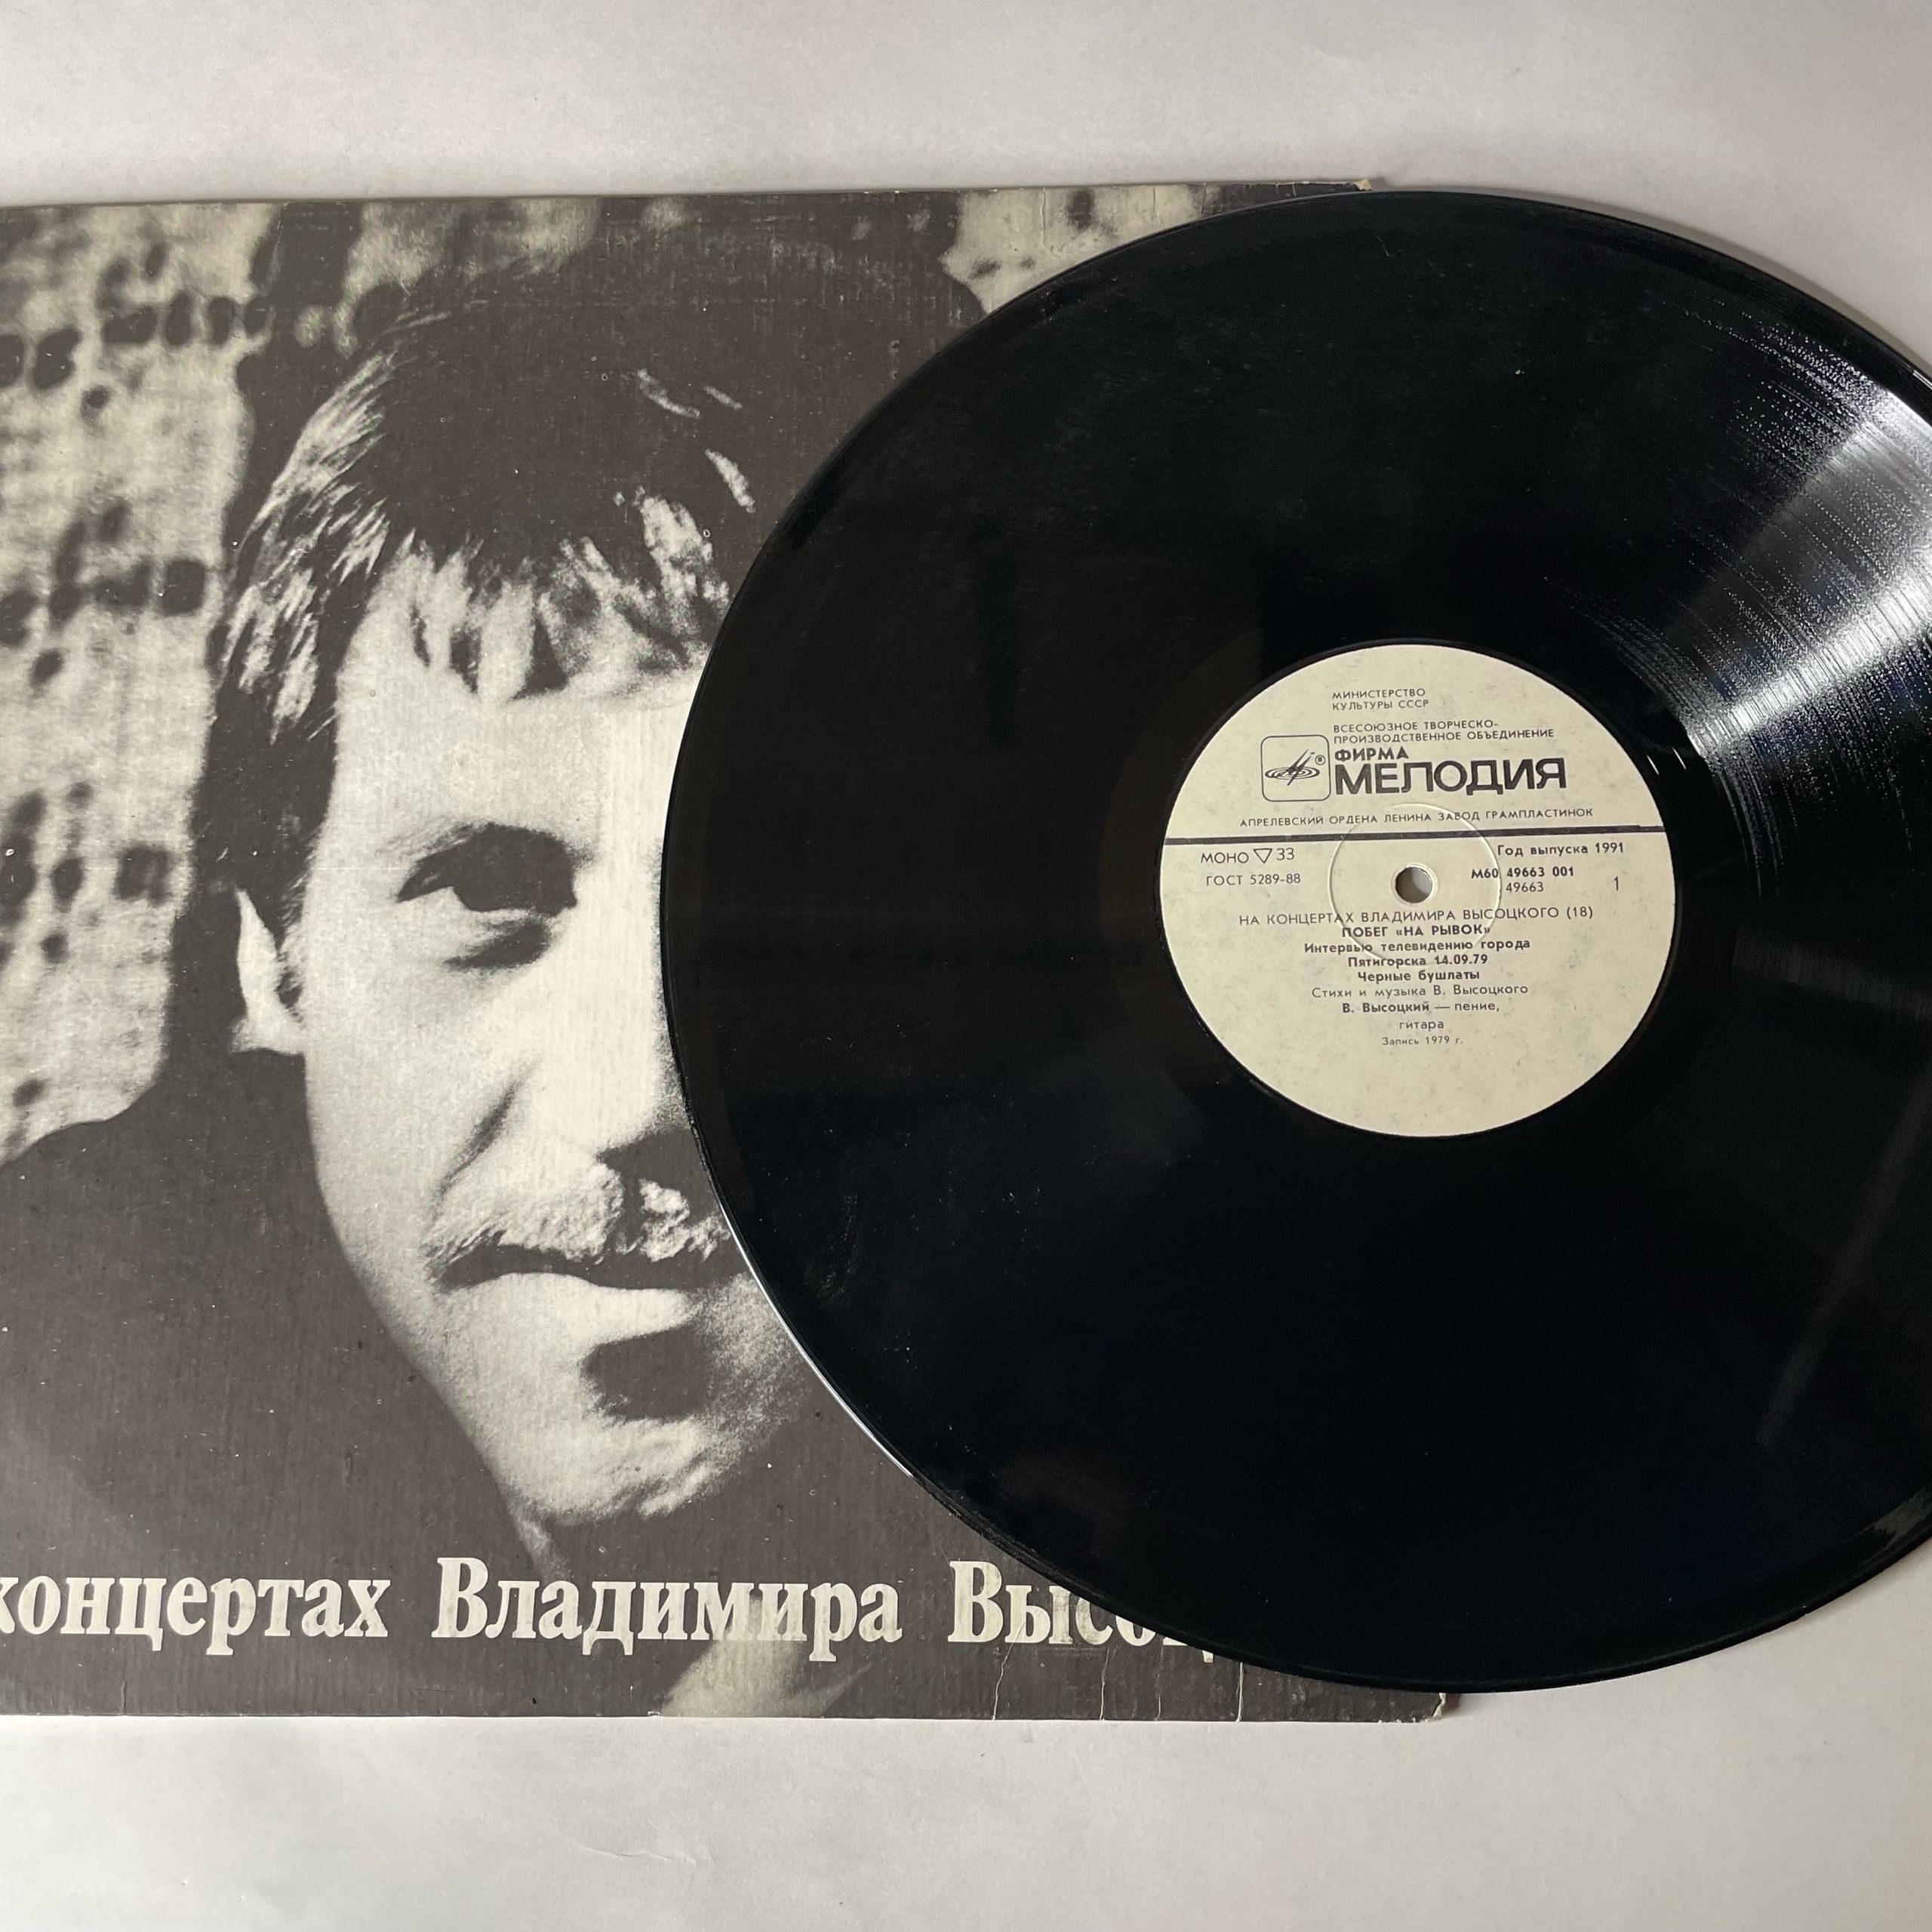 концертах Владимира Высоц
МИНИСТЕРСТВО
КУЛЬТУРЫ СССР
ВСЕСОЮЗНОЕ ТВОРЧЕСКО-
ПРОИЗВОДСТВЕННОЕ ОБЪЕДИНЕНИЕ
ФИРМА
МЕЛОДИЯ
®
АПРЕЛЕВСКИЙ ОРДЕНА ЛЕНИНА ЗАВОД ГРАМПЛАСТИНОК
МОНО ▽ 33
ГОСТ 5289-88
Год выпуска 1991
М60 49663 001
49663
1
НА КОНЦЕРТАХ ВЛАДИМИРА ВЫСОЦКОГО (18)
ПОБЕГ «НА РЫВОК»
Интервью телевидению города
Пятигорска 14.09.79
Черные бушлаты
Стихи и музыка В. Высоцкого
В. Высоцкий — пение,
гитара
Запись 1979 г.